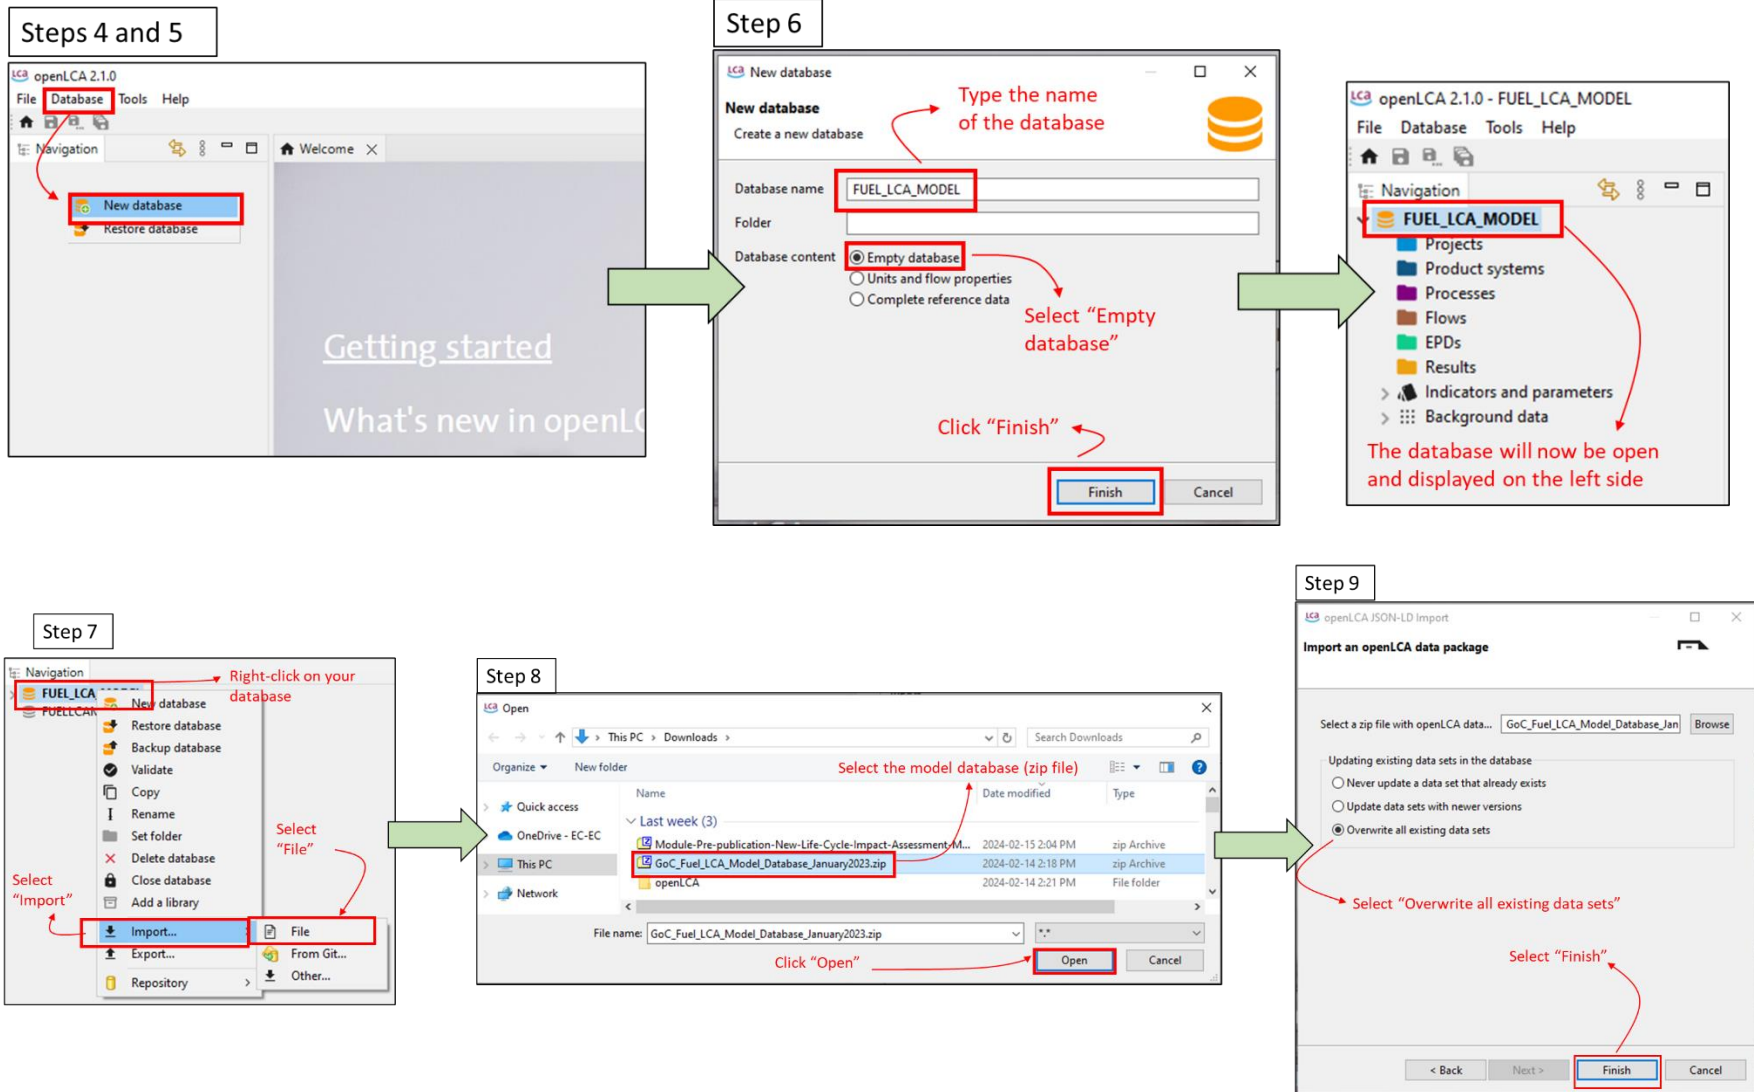 Steps 4 and 5
LCA openLCA 2.1.0
File Database Tools Help
Navigation
Welcome
New database
Restore database
Getting started
What's new in openLC
Step 6
LCA New database
New database
Create a new database
Type the name
of the database
Database name FUEL_LCA_MODEL
Folder
Database content Empty database
Units and flow properties
Complete reference data
Select “Empty
database”
Click “Finish”
Finish Cancel
LCA openLCA 2.1.0 - FUEL_LCA_MODEL
File Database Tools Help
Navigation
FUEL_LCA_MODEL
Projects
Product systems
Processes
Flows
EPDs
Results
Indicators and parameters
Background data
The database will now be open
and displayed on the left side
Step 7
Navigation
FUEL_LCA
Right-click on your
database
New database
Restore database
Backup database
Validate
Copy
Rename
Set folder
Delete database
Close database
Add a library
Import...
Export...
Repository
Select
“Import”
Select
“File”
File
From Git...
Other...
Step 8
LCA Open
This PC > Downloads >
Search Downloads
Organize New folder
Select the model database (zip file)
Name Date modified Type
Quick access
OneDrive - EC-EC
This PC
Network
Last week (3)
Module-Pre-publication-New-Life-Cycle-Impact-Assessment-M... 2024-02-15 2:04 PM zip Archive
GoC_Fuel_LCA_Model_Database_January2023.zip 2024-02-14 2:18 PM zip Archive
openLCA 2024-02-14 2:21 PM File folder
File name: GoC_Fuel_LCA_Model_Database_January2023.zip *.*
Click “Open”
Open Cancel
Step 9
LCA openLCA JSON-LD Import
Import an openLCA data package
Select a zip file with openLCA data... GoC_Fuel_LCA_Model_Database_Jan Browse
Updating existing data sets in the database
Never update a data set that already exists
Update data sets with newer versions
Overwrite all existing data sets
Select “Overwrite all existing data sets”
Select “Finish”
< Back Next > Finish Cancel